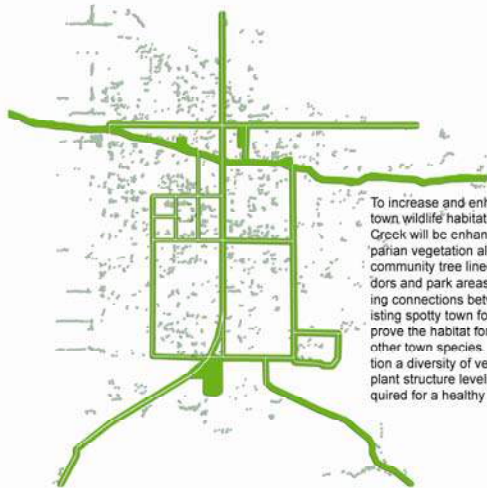 To increase and enh
town wildlife habitat
Creek will be enhan
parian vegetation al
community tree lined
dors and park areas
ing connections betw
isting spotty town fo
prove the habitat for
other town species.
tion a diversity of ve
plant structure level
quired for a healthy